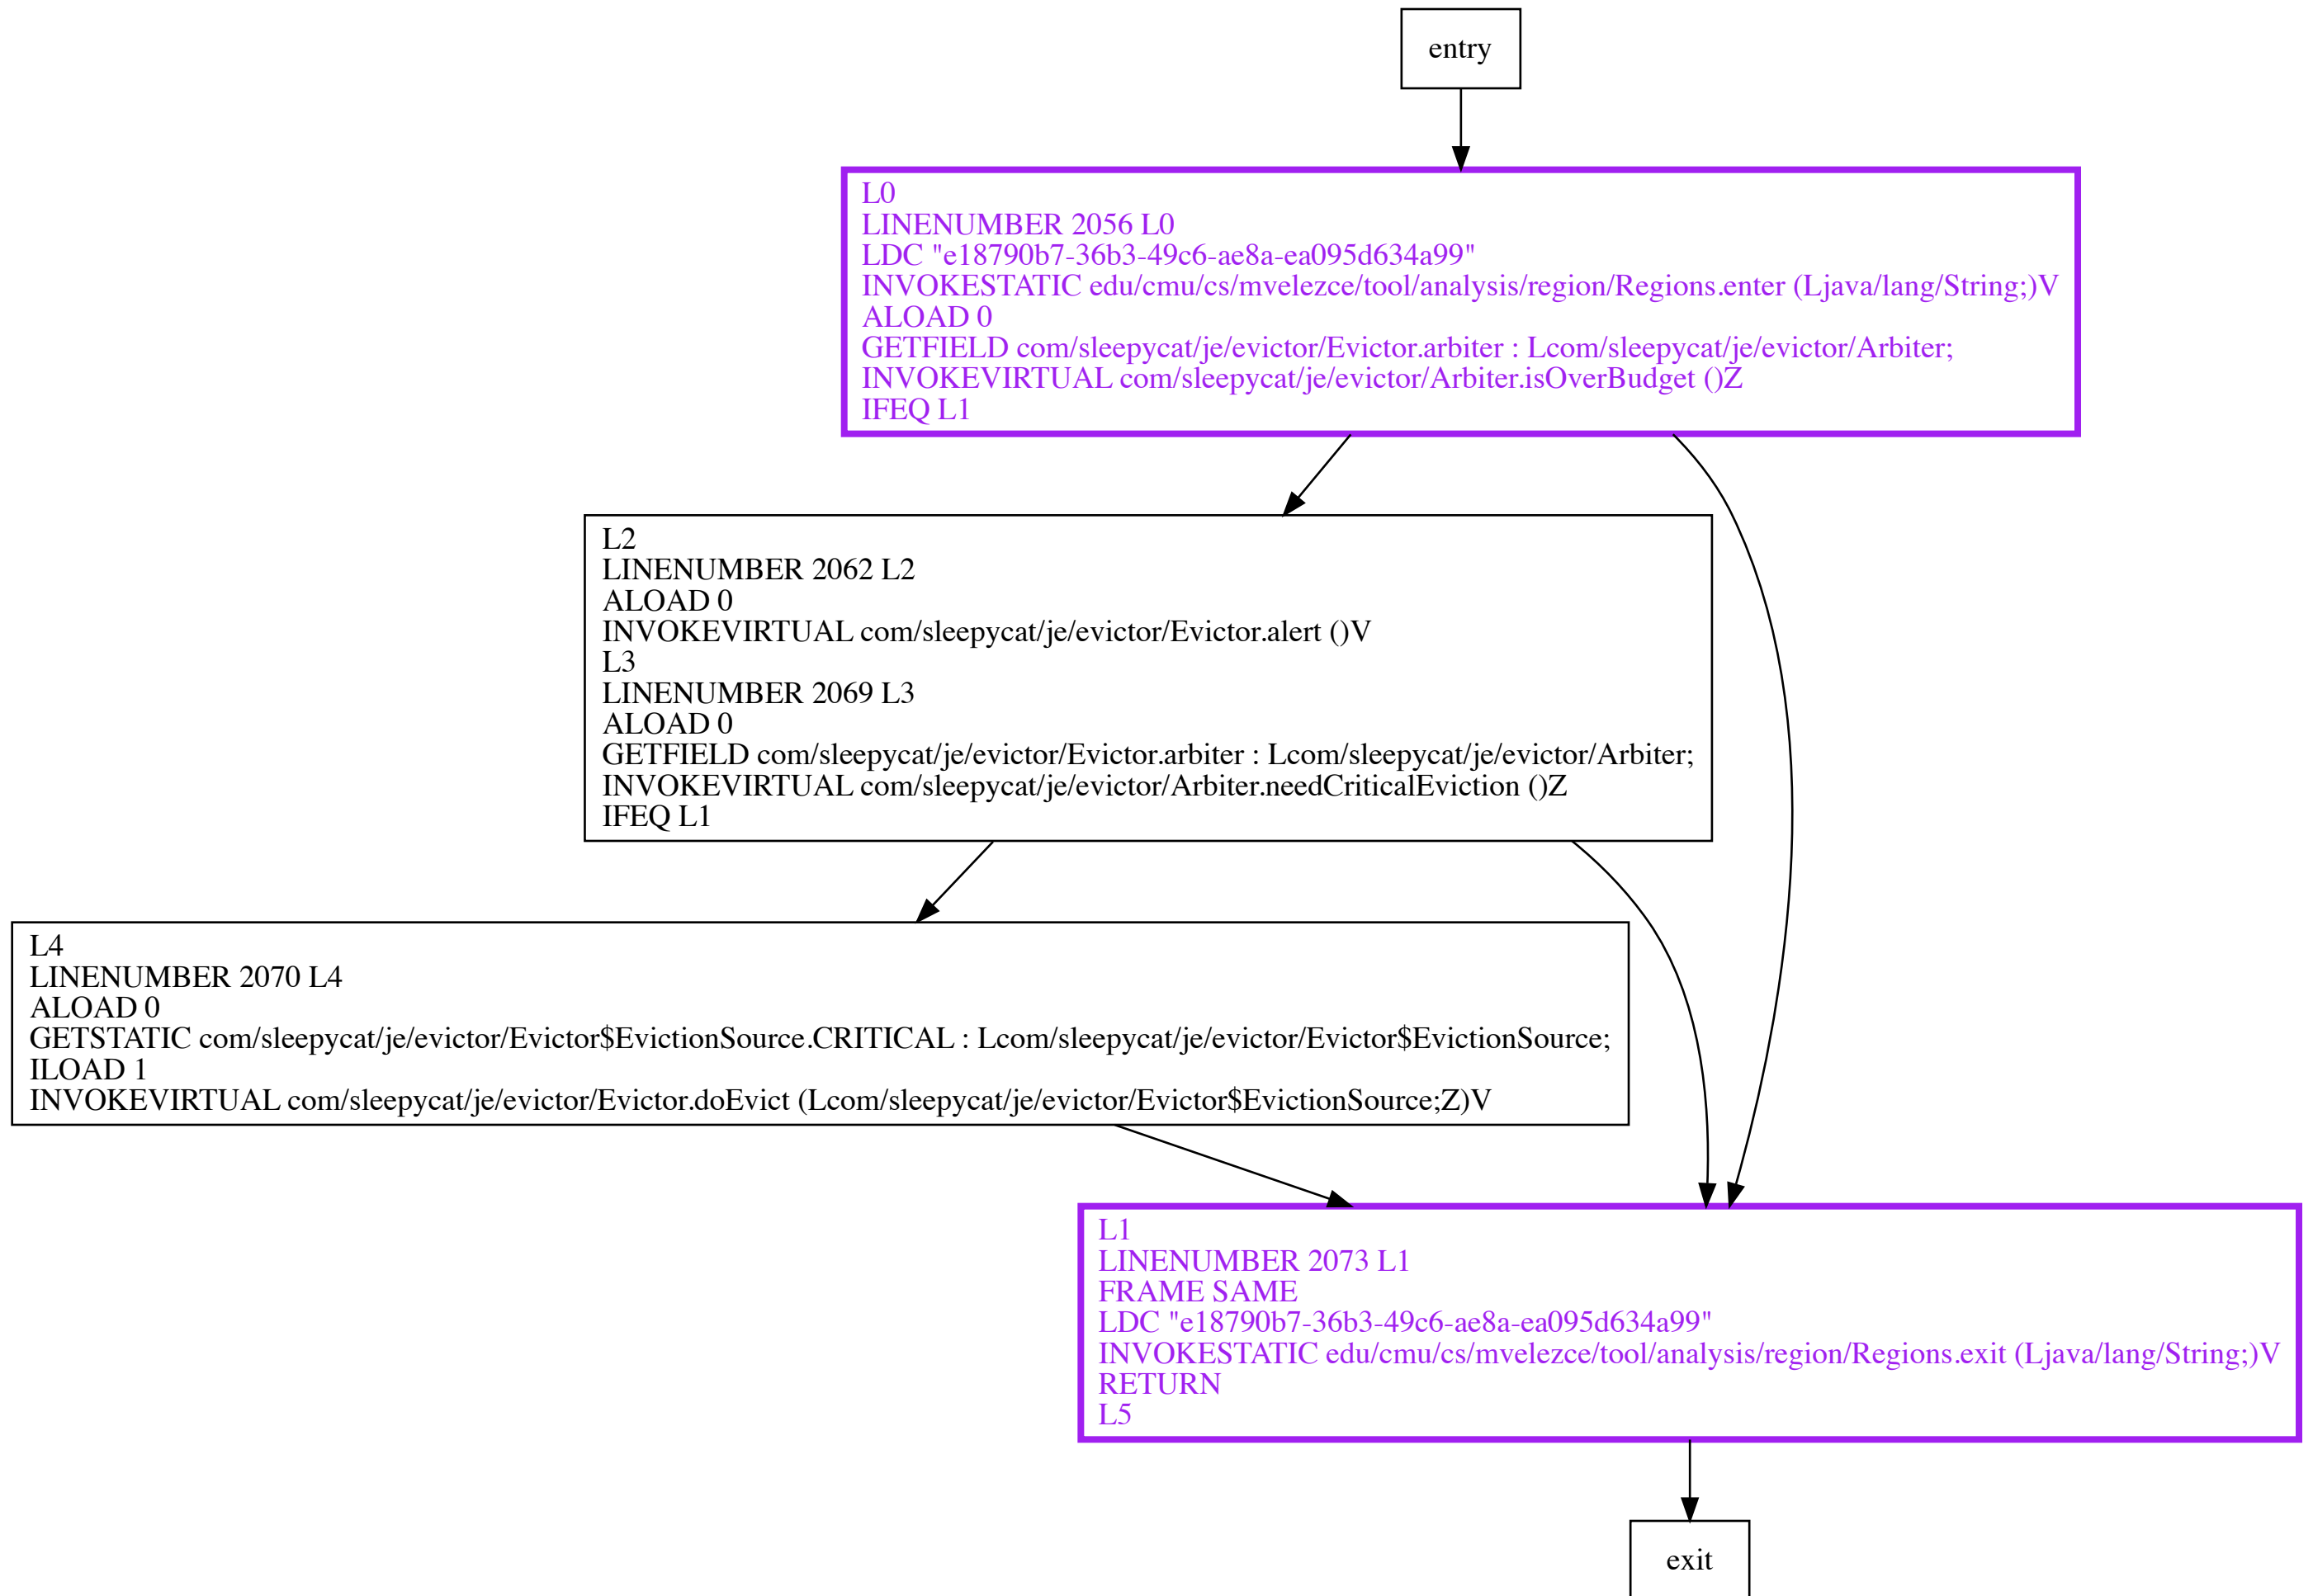 entry
L0
LINENUMBER 2056 L0
LDC "e18790b7-36b3-49c6-ae8a-ea095d634a99"
INVOKESTATIC edu/cmu/cs/mvelezce/tool/analysis/region/Regions.enter (Ljava/lang/String;)V
ALOAD 0
GETFIELD com/sleepycat/je/evictor/Evictor.arbiter : Lcom/sleepycat/je/evictor/Arbiter;
INVOKEVIRTUAL com/sleepycat/je/evictor/Arbiter.isOverBudget ()Z
IFEQ L1
L2
LINENUMBER 2062 L2
ALOAD 0
INVOKEVIRTUAL com/sleepycat/je/evictor/Evictor.alert ()V
L3
LINENUMBER 2069 L3
ALOAD 0
GETFIELD com/sleepycat/je/evictor/Evictor.arbiter : Lcom/sleepycat/je/evictor/Arbiter;
INVOKEVIRTUAL com/sleepycat/je/evictor/Arbiter.needCriticalEviction ()Z
IFEQ L1
L4
LINENUMBER 2070 L4
ALOAD 0
GETSTATIC com/sleepycat/je/evictor/Evictor$EvictionSource.CRITICAL : Lcom/sleepycat/je/evictor/Evictor$EvictionSource;
ILOAD 1
INVOKEVIRTUAL com/sleepycat/je/evictor/Evictor.doEvict (Lcom/sleepycat/je/evictor/Evictor$EvictionSource;Z)V
L1
LINENUMBER 2073 L1
FRAME SAME
LDC "e18790b7-36b3-49c6-ae8a-ea095d634a99"
INVOKESTATIC edu/cmu/cs/mvelezce/tool/analysis/region/Regions.exit (Ljava/lang/String;)V
RETURN
L5
exit